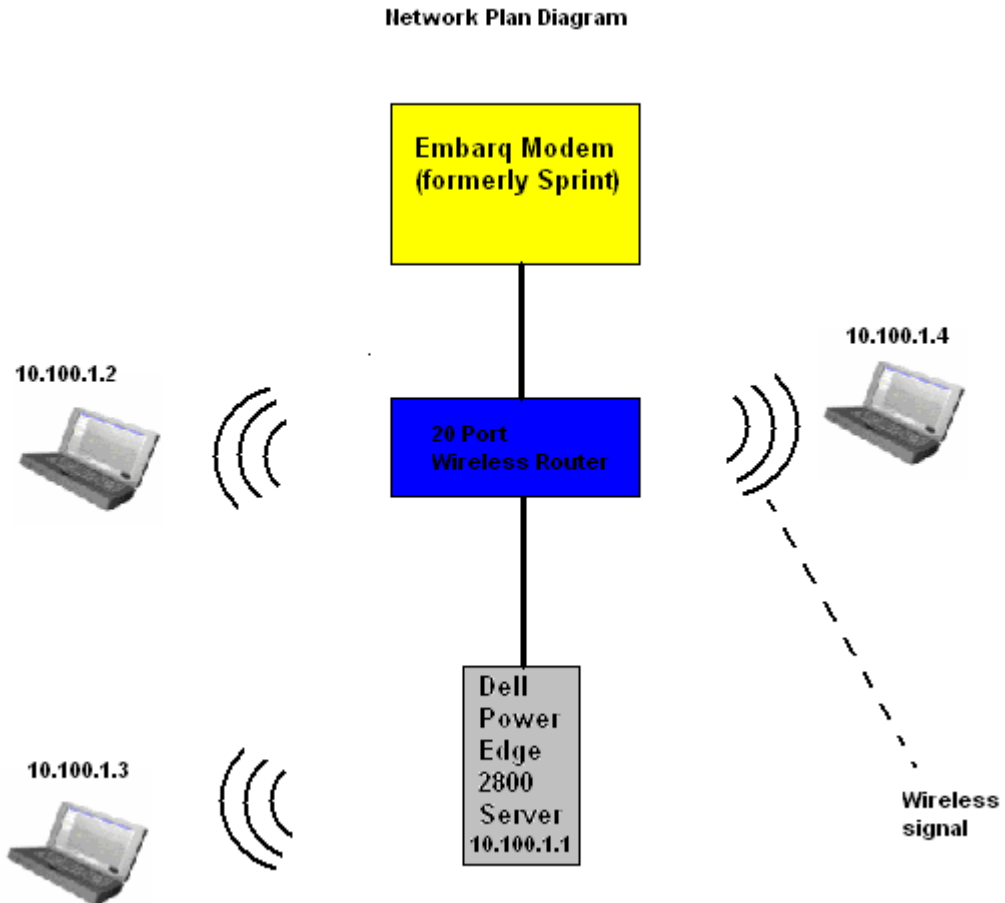 Network Plan Diagram
Embarq Modem
(formerly Sprint)
10.100.1.4
10.100.1.2
20 Port
Wireless Router
Dell
Power
Edge
2800
Server
10.100.1.1
10.100.1.3
Wireless
signal